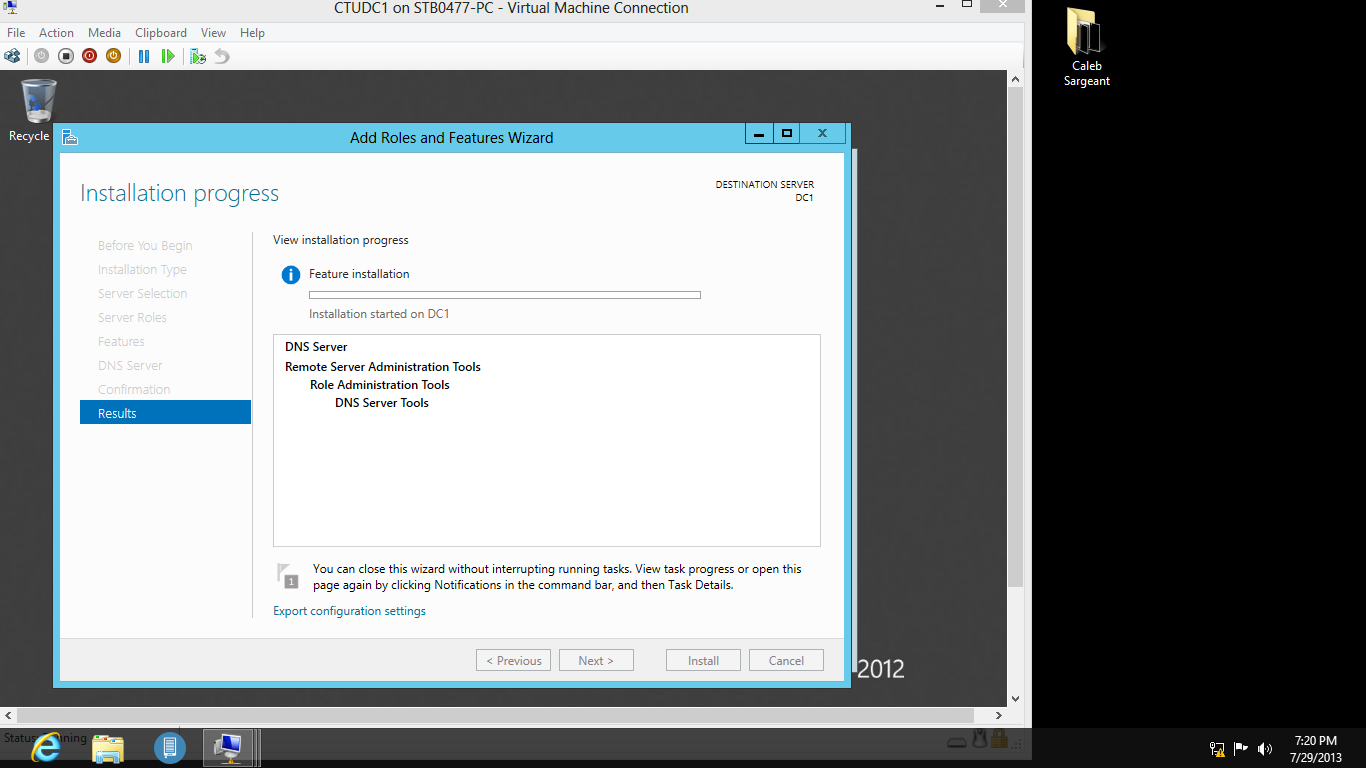 CTUDC1 on STB0477-PC - Virtual Machine Connection
File Action Media Clipboard View Help
Caleb
Sargeant
Recycle
Add Roles and Features Wizard
Installation progress
DESTINATION SERVER
DC1
Before You Begin
Installation Type
Server Selection
Server Roles
Features
DNS Server
Confirmation
Results
View installation progress
Feature installation
Installation started on DC1
DNS Server
Remote Server Administration Tools
Role Administration Tools
DNS Server Tools
1
You can close this wizard without interrupting running tasks. View task progress or open this
page again by clicking Notifications in the command bar, and then Task Details.
Export configuration settings
< Previous
Next >
Install
Cancel
2012
7:20 PM
7/29/2013